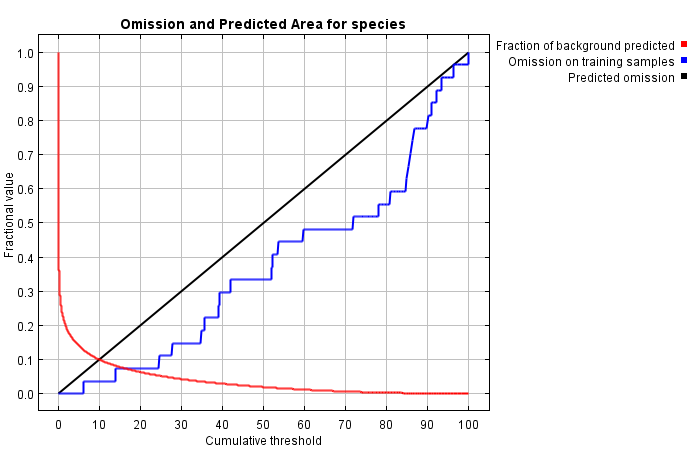 Omission and Predicted Area for species
Fraction of background predicted
Omission on training samples
Predicted omission
Fractional value
1.0
0.9
0.8
0.7
0.6
0.5
0.4
0.3
0.2
0.1
0.0
0 10 20 30 40 50 60 70 80 90 100
Cumulative threshold